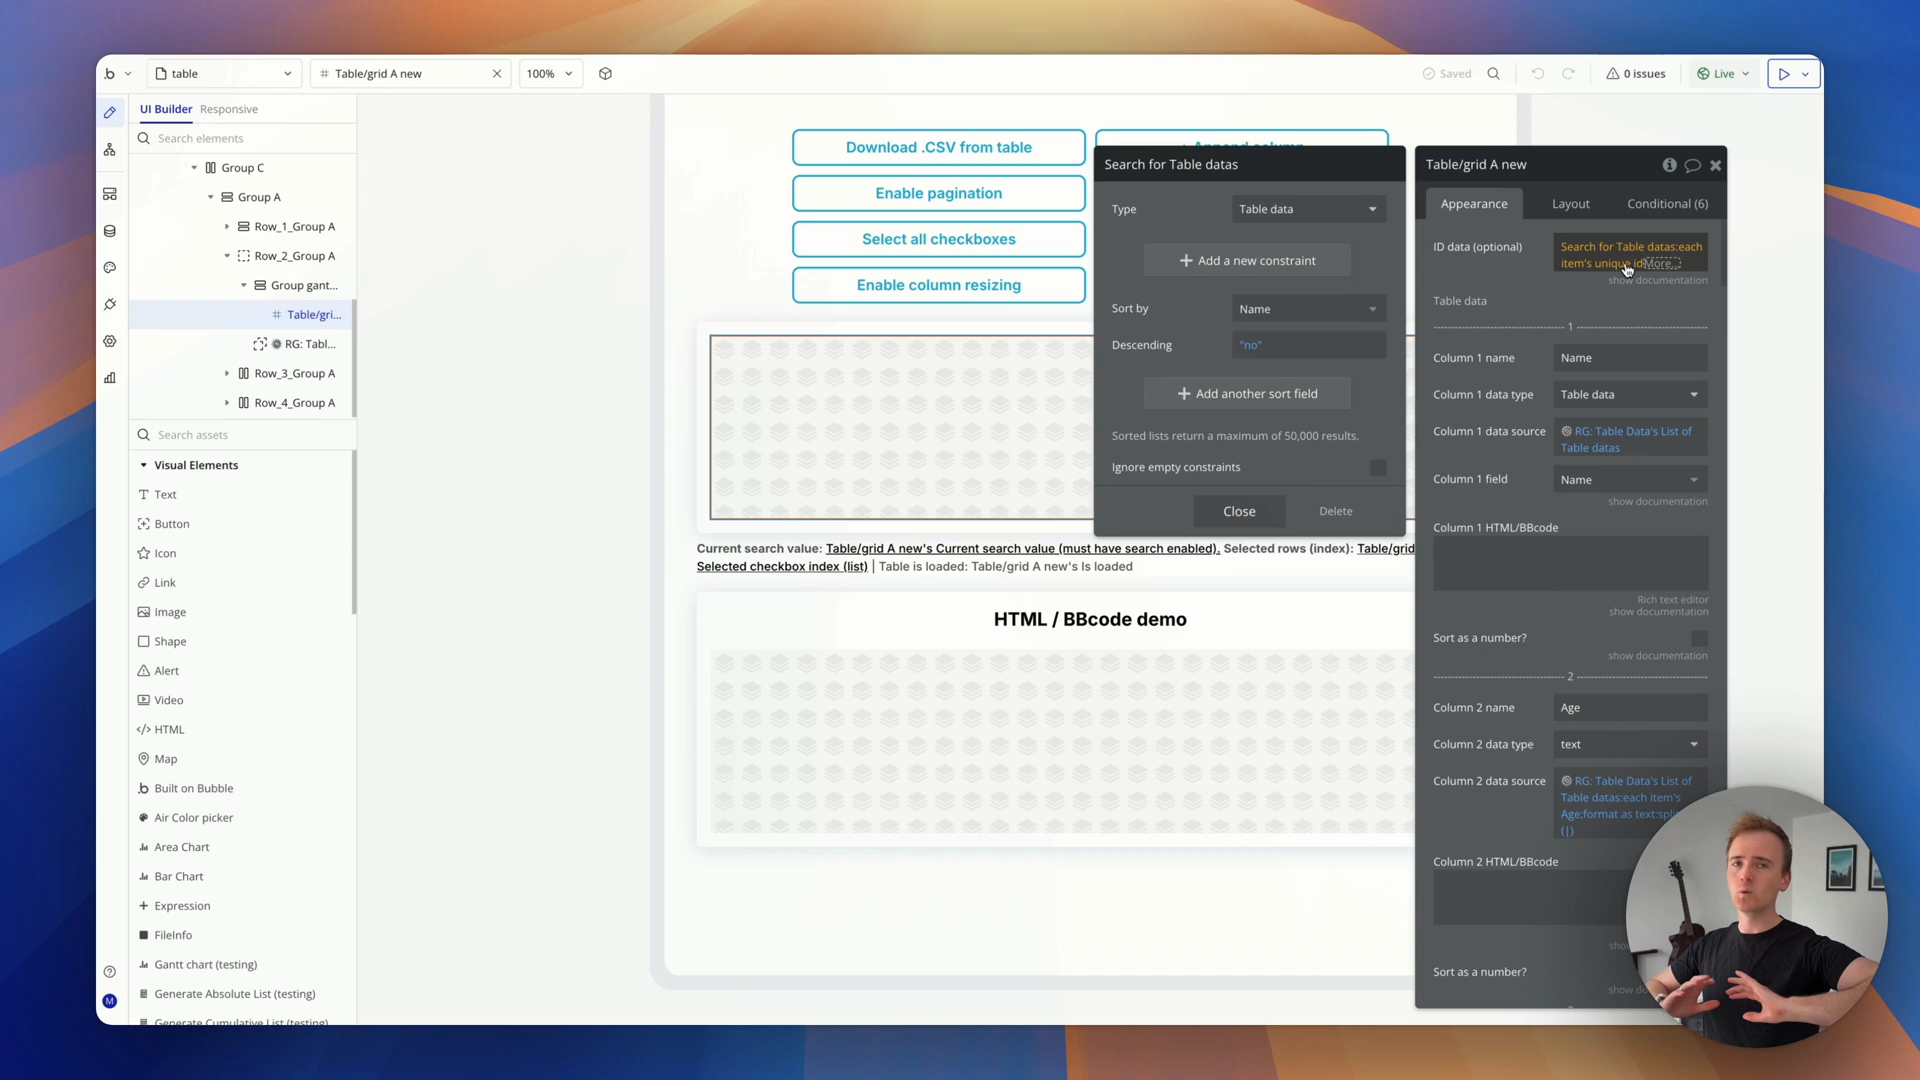 table
Table/grid A new
100%
Saved
0 issues
Live
UI Builder
Responsive
Search elements
Group C
Group A
Row_1_Group A
Row_2_Group A
Group gant...
Table/gri...
RG: Tabl...
Row_3_Group A
Row_4_Group A
Search assets
Visual Elements
Text
Button
Icon
Link
Image
Shape
Alert
Video
HTML
Map
Built on Bubble
Air Color picker
Area Chart
Bar Chart
Expression
FileInfo
Gantt chart (testing)
Generate Absolute List (testing)
Generate Cumulative List (testing)
M
Download .CSV from table
+ Append column
Enable pagination
Select all checkboxes
Enable column resizing
Current search value: Table/grid A new's Current search value (must have search enabled), Selected rows (index): Table/grid
Selected checkbox index (list) | Table is loaded: Table/grid A new's Is loaded
HTML / BBcode demo
Search for Table datas
Type
Table data
Add a new constraint
Sort by
Name
Descending
"no"
Add another sort field
Sorted lists return a maximum of 50,000 results.
Ignore empty constraints
Close
Delete
Table/grid A new
Appearance
Layout
Conditional (6)
ID data (optional)
Search for Table datas:each
item's unique id More...
show documentation
Table data
1
Column 1 name
Name
Column 1 data type
Table data
Column 1 data source
RG: Table Data's List of
Table datas
Column 1 field
Name
show documentation
Column 1 HTML/BBcode
Rich text editor
show documentation
Sort as a number?
show documentation
2
Column 2 name
Age
Column 2 data type
text
Column 2 data source
RG: Table Data's List of
Table datas:each item's
Age:format as text:spl
(|)
Column 2 HTML/BBcode
Sort as a number?